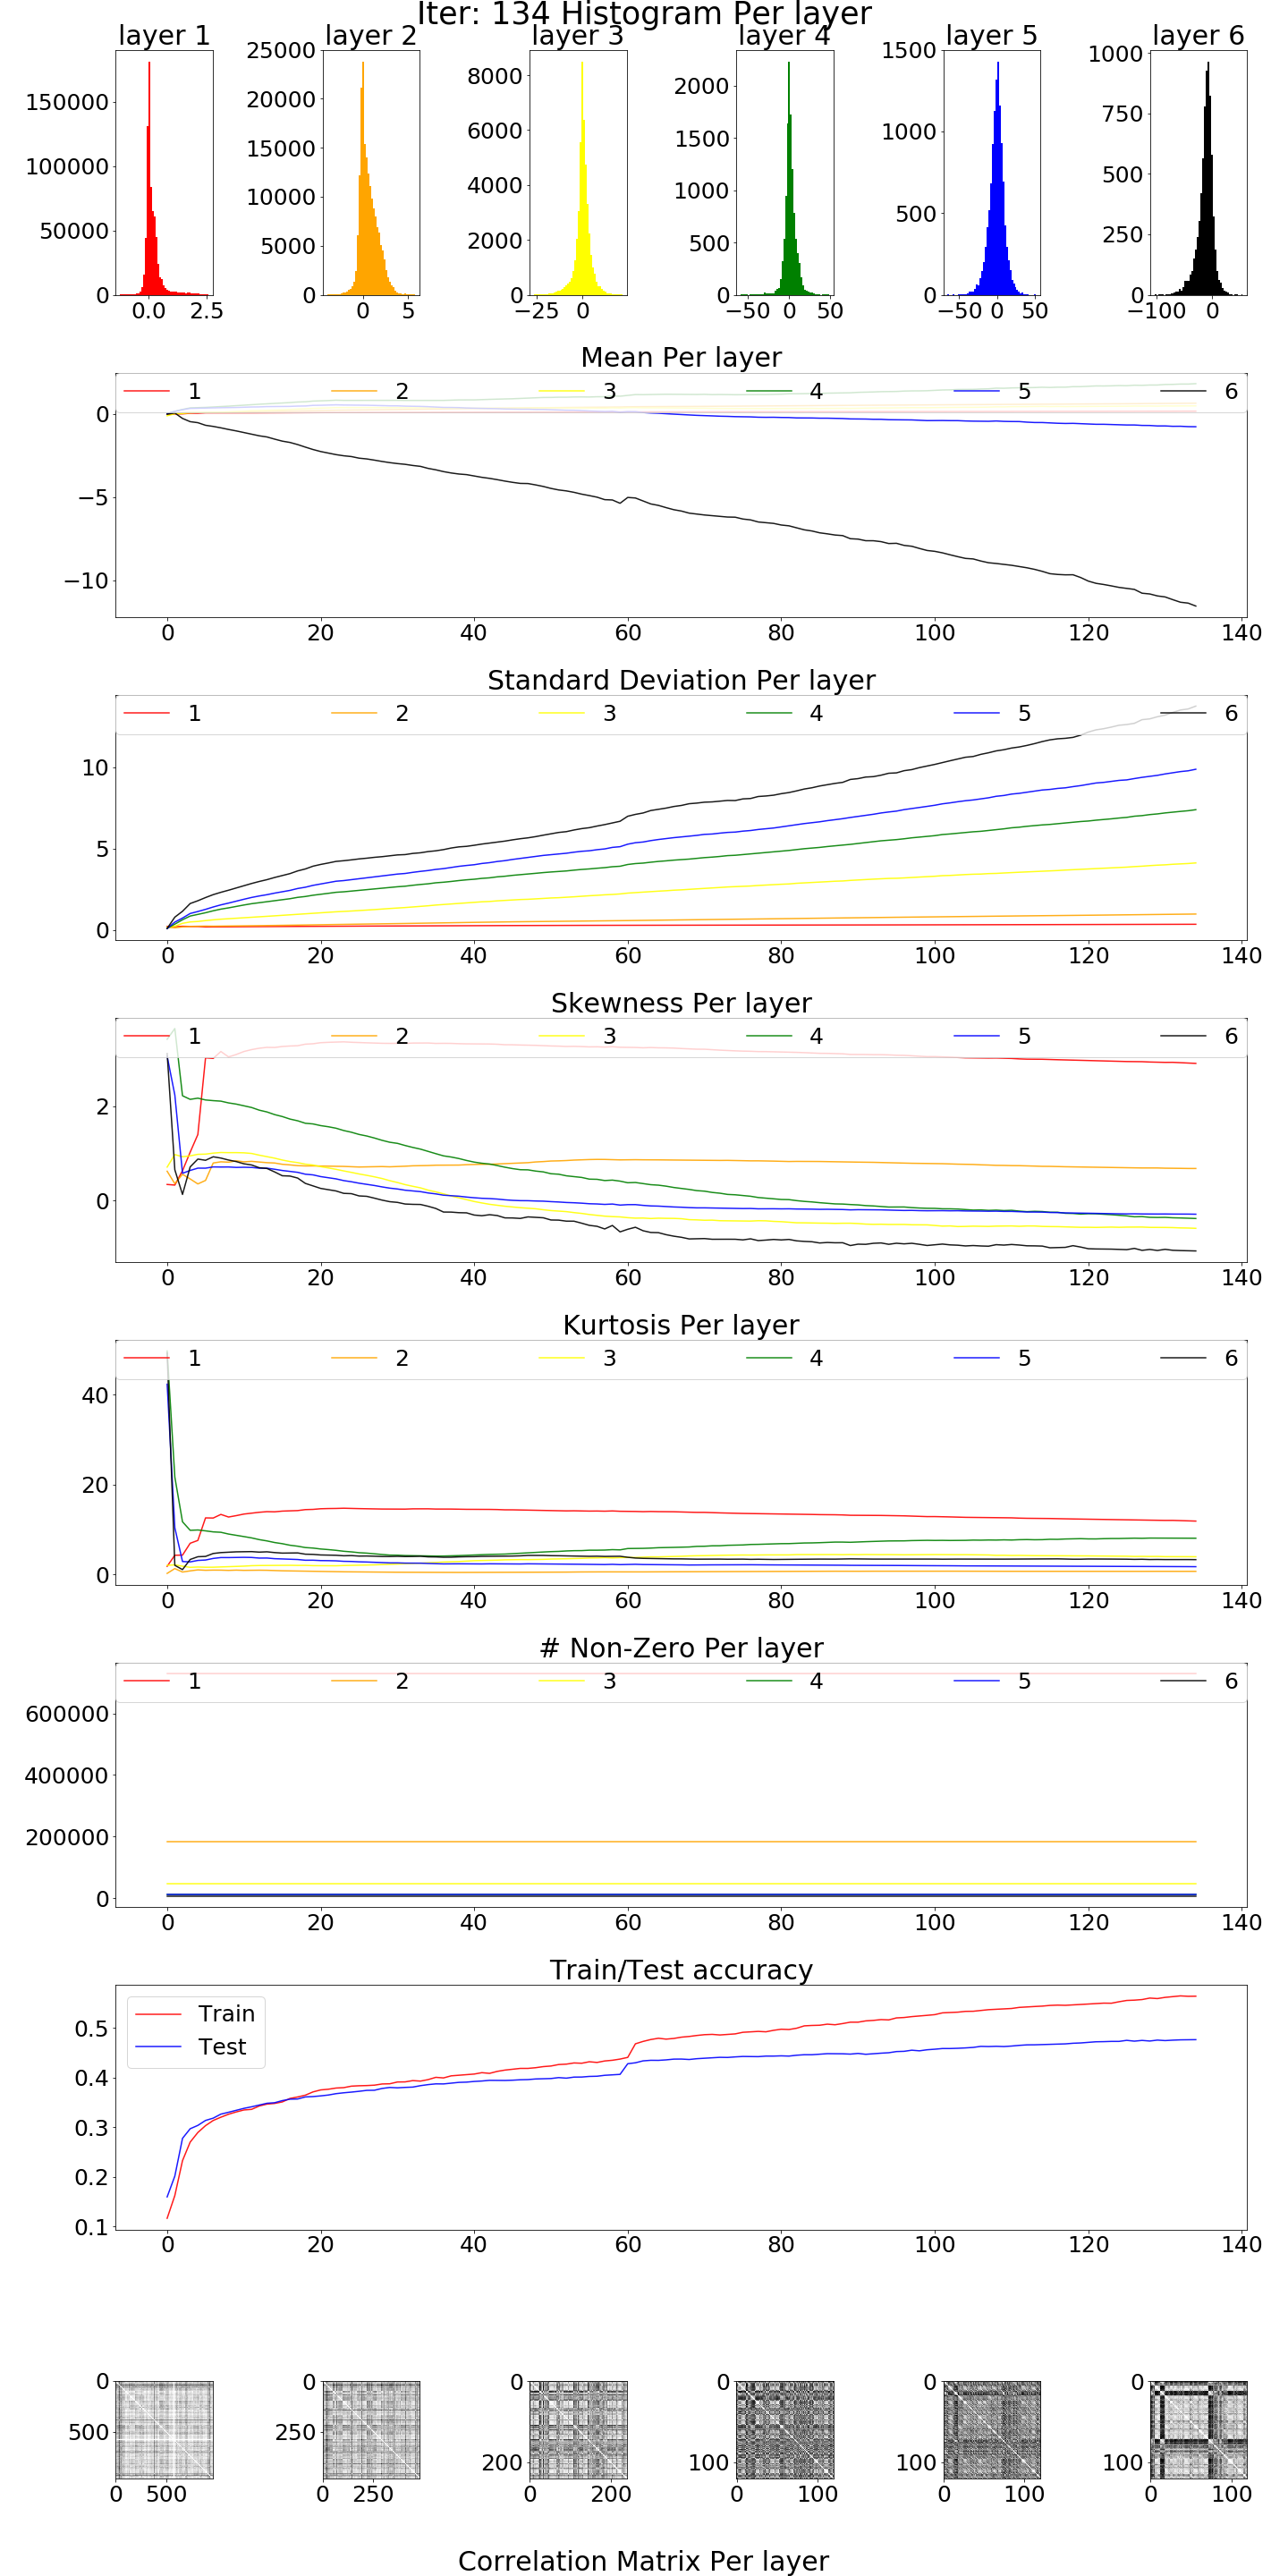 Iter: 134 Histogram Per layer
layer 1 layer 2 layer 3 layer 4 layer 5 layer 6
150000 100000 50000 0
0.0 2.5
25000 20000 15000 10000 5000 0
0 5
8000 6000 4000 2000 0
−25 0
2000 1500 1000 500 0
−50 0 50
1500 1000 500 0
−50 0 50
1000 750 500 250 0
−100 0
Mean Per layer
1 2 3 4 5 6
0
−5
−10
0 20 40 60 80 100 120 140
Standard Deviation Per layer
1 2 3 4 5 6
10
5
0
0 20 40 60 80 100 120 140
Skewness Per layer
1 2 3 4 5 6
2
0
0 20 40 60 80 100 120 140
Kurtosis Per layer
1 2 3 4 5 6
40
20
0
0 20 40 60 80 100 120 140
# Non-Zero Per layer
1 2 3 4 5 6
600000
400000
200000
0
0 20 40 60 80 100 120 140
Train/Test accuracy
Train
Test
0.5
0.4
0.3
0.2
0.1
0 20 40 60 80 100 120 140
0 0 0 0 0 0
500 250 200 100 100 100
0 500 0 250 0 200 0 100 0 100 0 100
Correlation Matrix Per layer